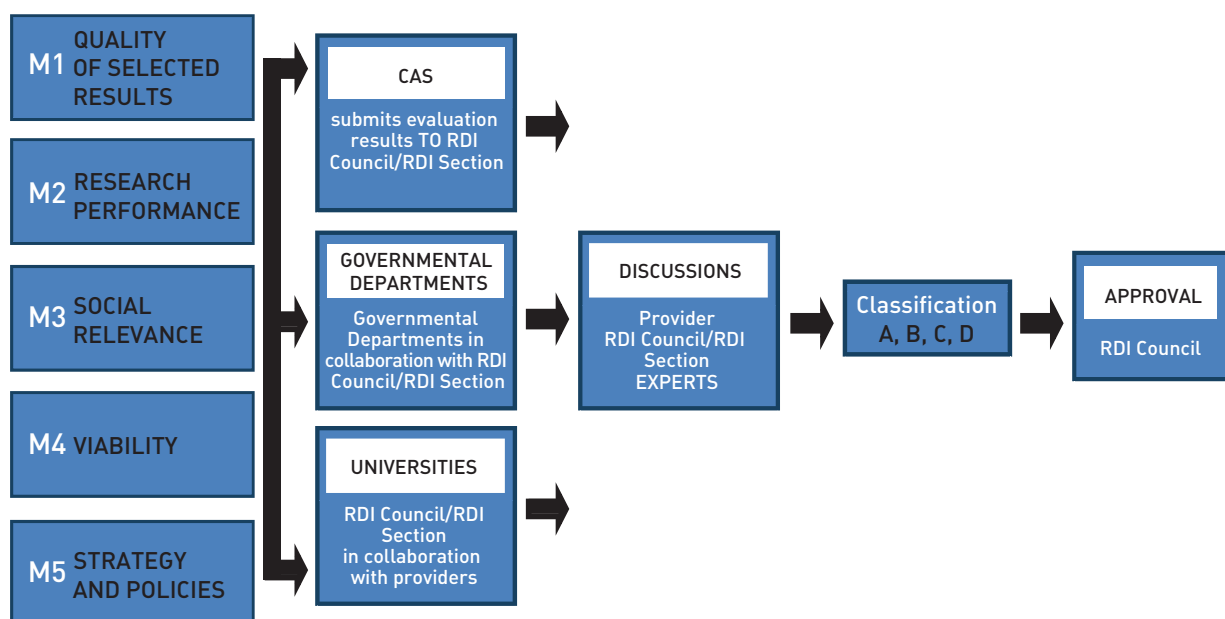 M1 QUALITY
OF SELECTED
RESULTS
M2 RESEARCH
PERFORMANCE
M3 SOCIAL
RELEVANCE
M4 VIABILITY
M5 STRATEGY
AND POLICIES
CAS
submits evaluation
results TO RDI
Council/RDI Section
GOVERNMENTAL
DEPARTMENTS
Governmental
Departments in
collaboration with RDI
Council/RDI Section
UNIVERSITIES
RDI Council/RDI
Section
in collaboration
with providers
DISCUSSIONS
Provider
RDI Council/RDI
Section
EXPERTS
Classification
A, B, C, D
APPROVAL
RDI Council